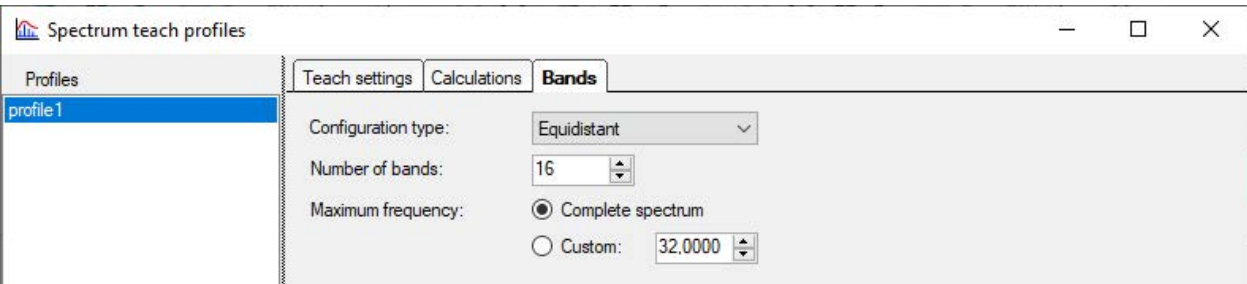 Spectrum teach profiles
Profiles
profile1
Teach settings Calculations Bands
Configuration type: Equidistant
Number of bands: 16
Maximum frequency: Complete spectrum
Custom: 32,0000